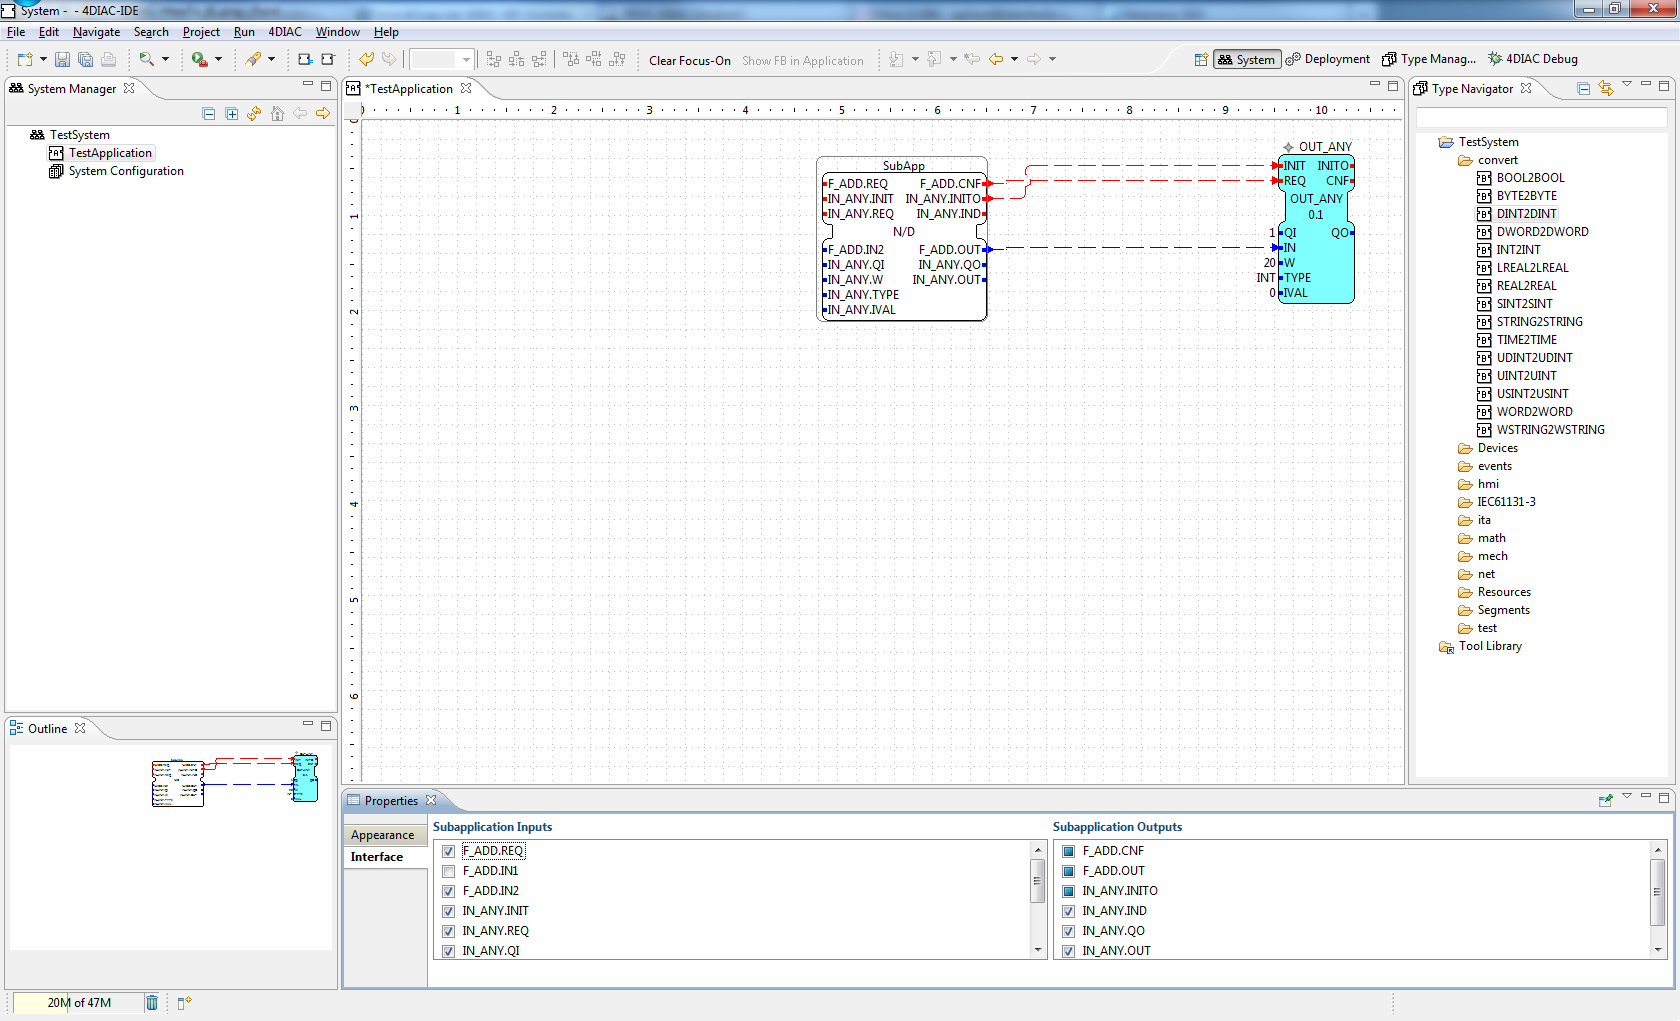 System - - 4DIAC-IDE
File Edit Navigate Search Project Run 4DIAC Window Help
Clear Focus-On Show FB in Application System Deployment Type Manag... 4DIAC Debug
System Manager
TestSystem
TestApplication
System Configuration
*TestApplication
0 1 2 3 4 5 6 7 8 9 10
0
1
2
3
4
5
6
SubApp
F_ADD.REQ F_ADD.CNF
IN_ANY.INIT IN_ANY.INITO
IN_ANY.REQ IN_ANY.IND
N/D
F_ADD.IN2 F_ADD.OUT
IN_ANY.QI IN_ANY.QO
IN_ANY.W IN_ANY.OUT
IN_ANY.TYPE
IN_ANY.IVAL
OUT_ANY
INIT INITO
REQ CNF
OUT_ANY
0.1
1 QI QO
IN
20 W
INT TYPE
0 IVAL
Type Navigator
TestSystem
convert
BOOL2BOOL
BYTE2BYTE
DINT2DINT
DWORD2DWORD
INT2INT
LREAL2LREAL
REAL2REAL
SINT2SINT
STRING2STRING
TIME2TIME
UDINT2UDINT
UINT2UINT
USINT2USINT
WORD2WORD
WSTRING2WSTRING
Devices
events
hmi
IEC61131-3
ita
math
mech
net
Resources
Segments
test
Tool Library
Outline
Properties
Appearance
Interface
Subapplication Inputs
F_ADD.REQ
F_ADD.IN1
F_ADD.IN2
IN_ANY.INIT
IN_ANY.REQ
IN_ANY.QI
Subapplication Outputs
F_ADD.CNF
F_ADD.OUT
IN_ANY.INITO
IN_ANY.IND
IN_ANY.QO
IN_ANY.OUT
20M of 47M